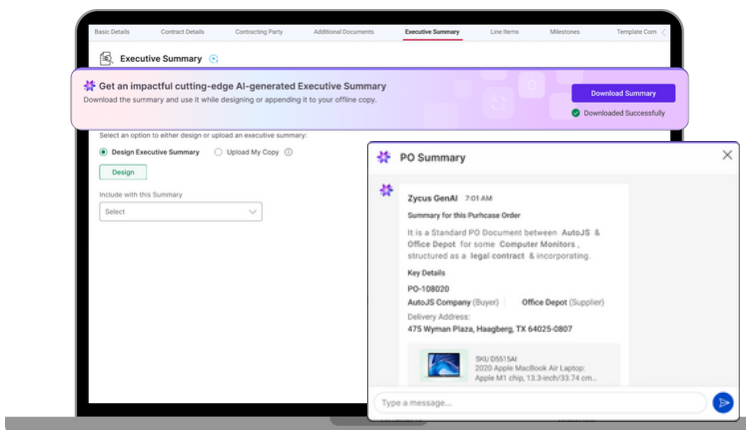 Basic Details Contract Details Contracting Party Additional Documents Executive Summary Line Items Milestones Template Com
Executive Summary
Get an impactful cutting-edge AI-generated Executive Summary
Download the summary and use it while designing or appending it to your offline copy.
Download Summary
Downloaded Successfully
Select an option to either design or upload an executive summary:
Design Executive Summary Upload My Copy
Design
Include with this Summary
Select
PO Summary
Zycus GenAI 7:01 AM
Summary for this Purhcase Order
It is a Standard PO Document between AutoJS &
Office Depot for some Computer Monitors ,
structured as a legal contract & incorporating.
Key Details
PO-108020
AutoJS Company (Buyer) Office Depot (Supplier)
Delivery Address:
475 Wyman Plaza, Haagberg, TX 64025-0807
SKU D5515AI
2020 Apple MacBook Air Laptop:
Apple M1 chip, 13.3-inch/33.74 cm...
Type a message...